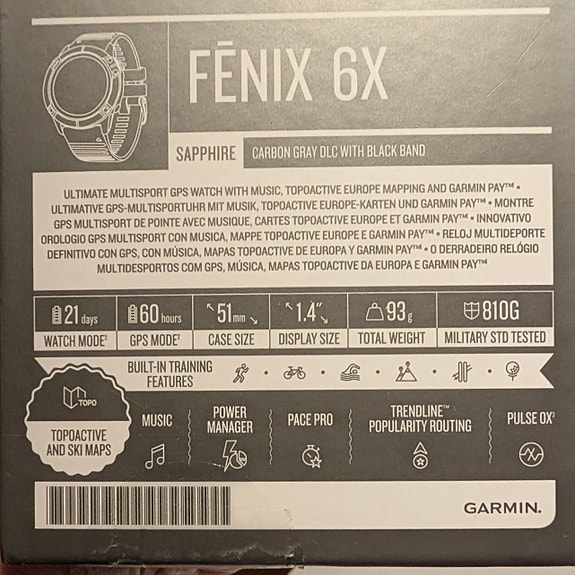 FĒNIX 6X
SAPPHIRE CARBON GRAY DLC WITH BLACK BAND
ULTIMATE MULTISPORT GPS WATCH WITH MUSIC, TOPOACTIVE EUROPE MAPPING AND GARMIN PAY™ •
ULTIMATIVE GPS-MULTISPORTUHR MIT MUSIK, TOPOACTIVE EUROPE-KARTEN UND GARMIN PAY™ • MONTRE
GPS MULTISPORT DE POINTE AVEC MUSIQUE, CARTES TOPOACTIVE EUROPE ET GARMIN PAY™ • INNOVATIVO
OROLOGIO GPS MULTISPORT CON MUSICA, MAPPE TOPOACTIVE EUROPE E GARMIN PAY™ • RELOJ MULTIDEPORTE
DEFINITIVO CON GPS, CON MÚSICA, MAPAS TOPOACTIVE DE EUROPA Y GARMIN PAY™ • O DERRADEIRO RELÓGIO
MULTIDESPORTOS COM GPS, MÚSICA, MAPAS TOPOACTIVE DA EUROPA E GARMIN PAY™
21 days
WATCH MODE†
60 hours
GPS MODE†
51 mm
CASE SIZE
1.4"
DISPLAY SIZE
93 g
TOTAL WEIGHT
810G
MILITARY STD TESTED
BUILT-IN TRAINING
FEATURES
TOPO
TOPOACTIVE
AND SKI MAPS
MUSIC
POWER
MANAGER
PACE PRO
TRENDLINE™
POPULARITY ROUTING
PULSE OX³
GARMIN.